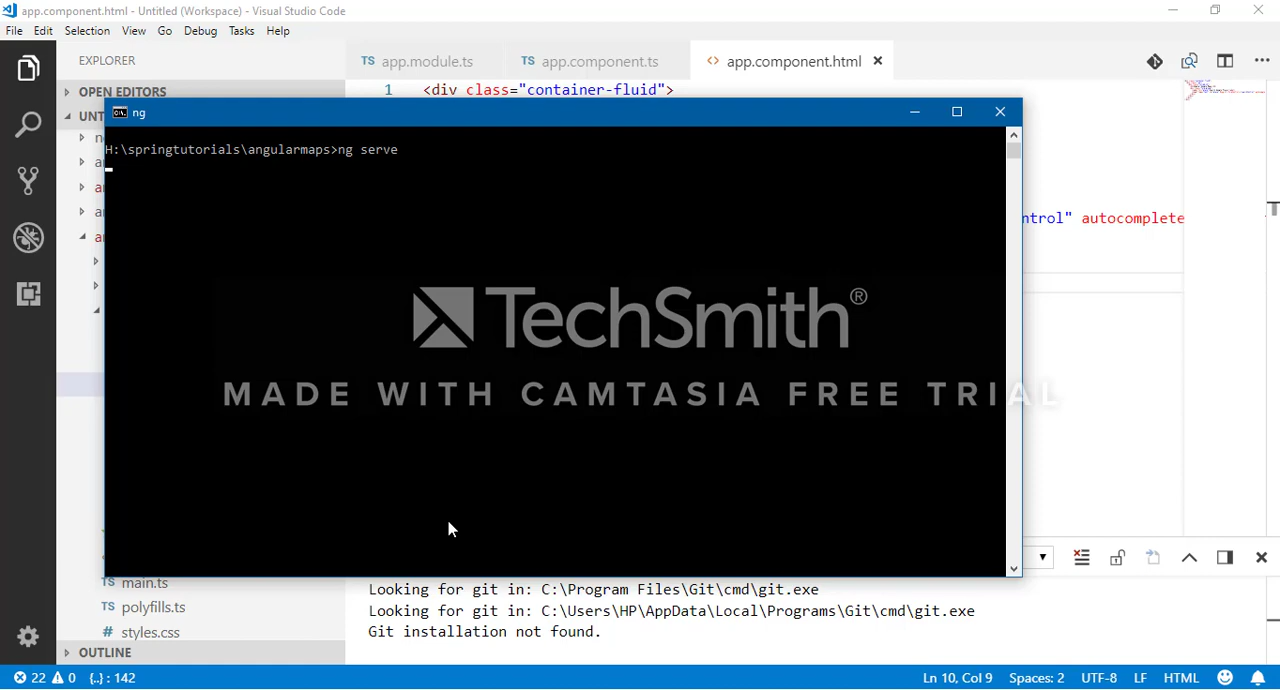 app.component.html - Untitled (Workspace) - Visual Studio Code
File Edit Selection View Go Debug Tasks Help
EXPLORER
TS app.module.ts
TS app.component.ts
<> app.component.html
OPEN EDITORS
1 <div class="container-fluid">
UNT
ng
H:\springtutorials\angularmaps>ng serve
ntrol" autocomplete
TechSmith®
MADE WITH CAMTASIA FREE TRIAL
TS main.ts
TS polyfills.ts
# styles.css
OUTLINE
Looking for git in: C:\Program Files\Git\cmd\git.exe
Looking for git in: C:\Users\HP\AppData\Local\Programs\Git\cmd\git.exe
Git installation not found.
22 0 {..} : 142
Ln 10, Col 9 Spaces: 2 UTF-8 LF HTML